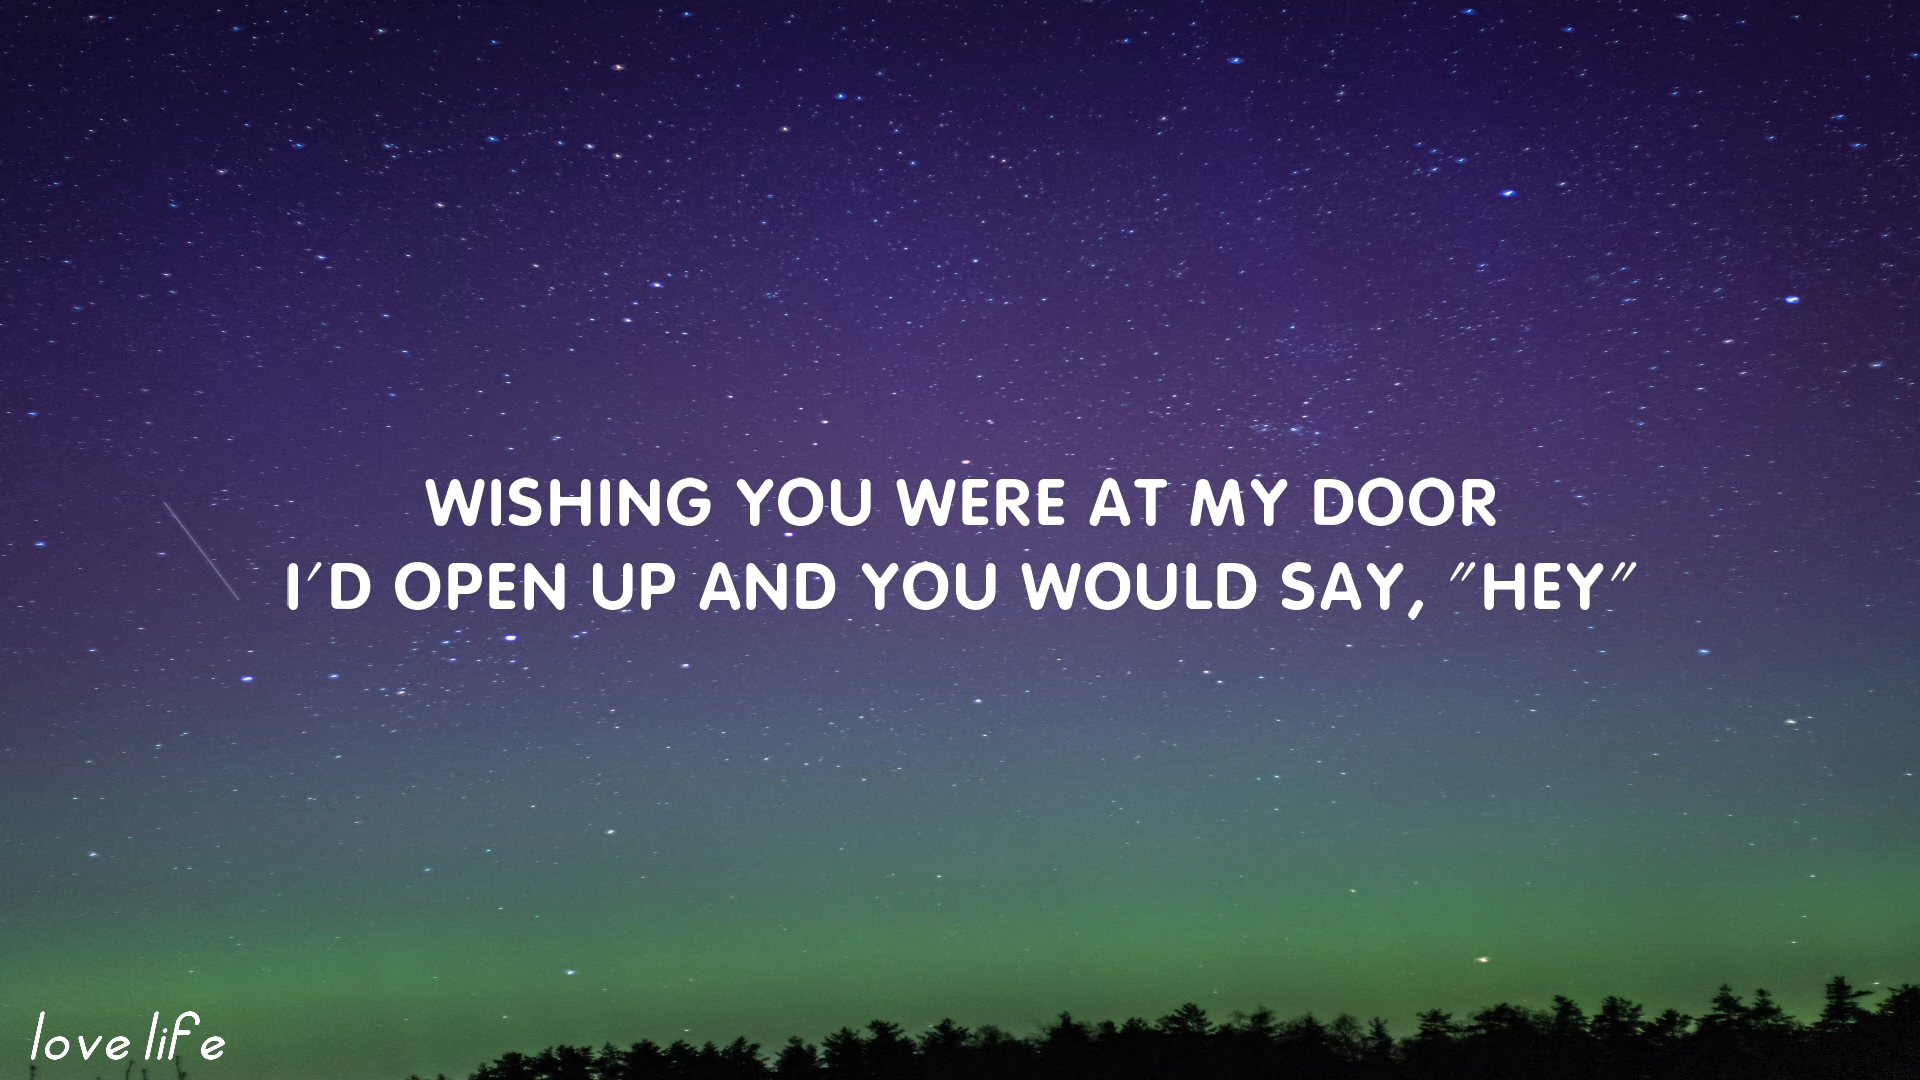 WISHING YOU WERE AT MY DOOR
I'D OPEN UP AND YOU WOULD SAY, "HEY"
love life